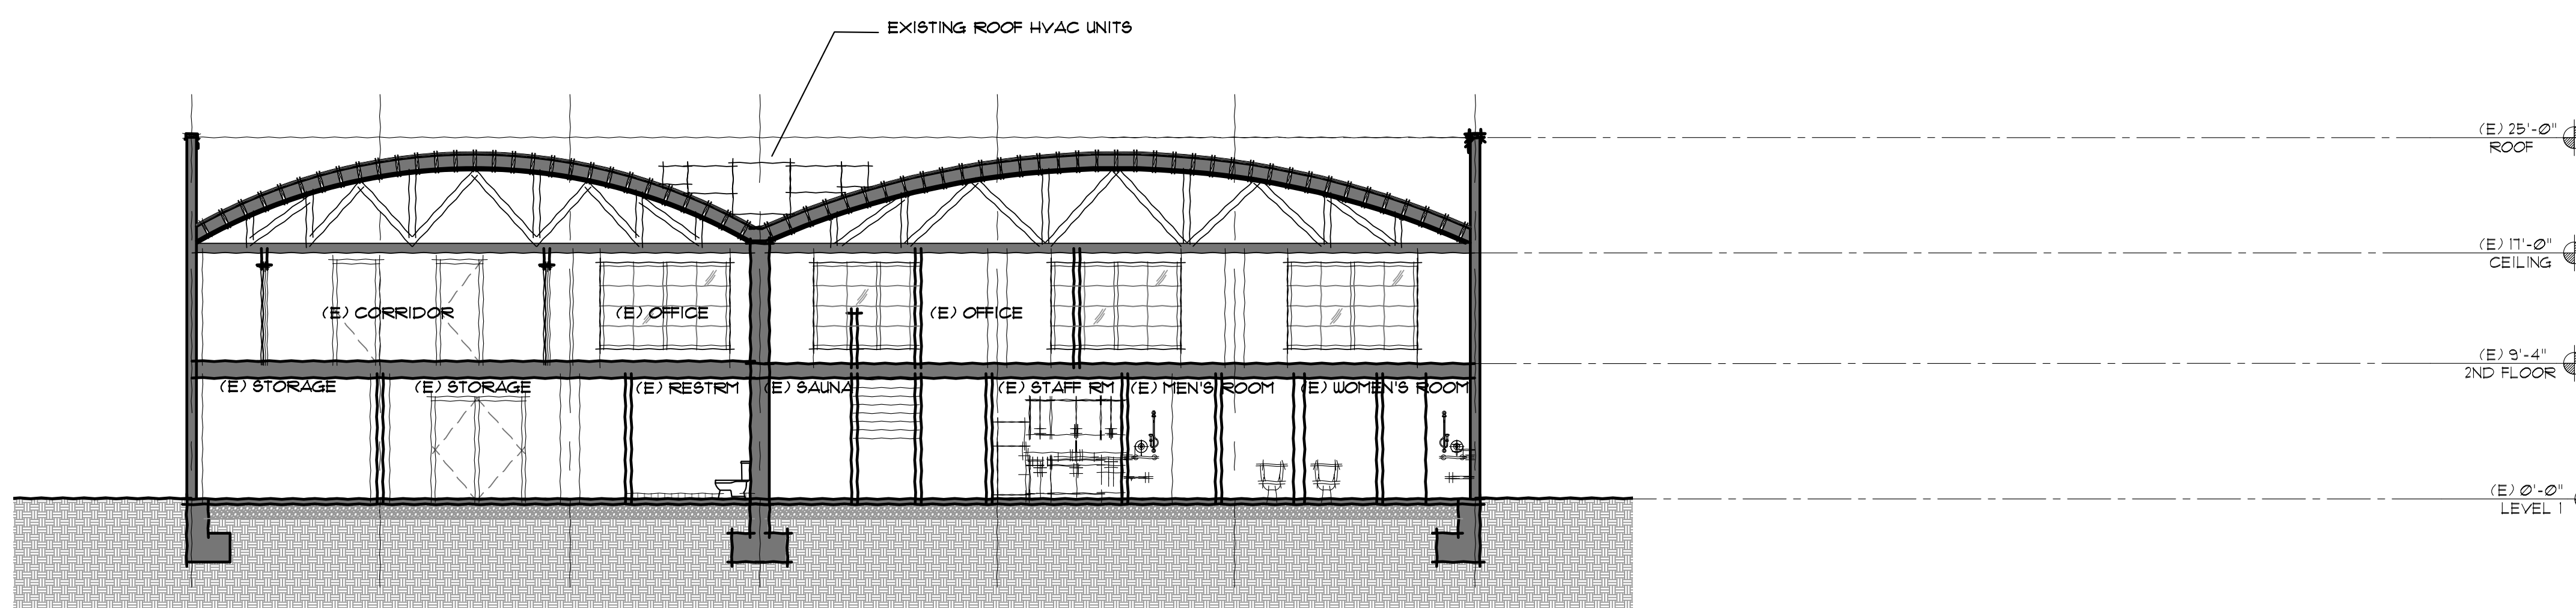 EXISTING ROOF HVAC UNITS
(E) 25'-0"
ROOF
(E) 17'-0"
CEILING
(E) CORRIDOR
(E) OFFICE
(E) OFFICE
(E) 9'-4"
2ND FLOOR
(E) STORAGE
(E) STORAGE
(E) RESTRM
(E) SAUNA
(E) STAFF RM
(E) MEN'S ROOM
(E) WOMEN'S ROOM
(E) 0'-0"
LEVEL 1